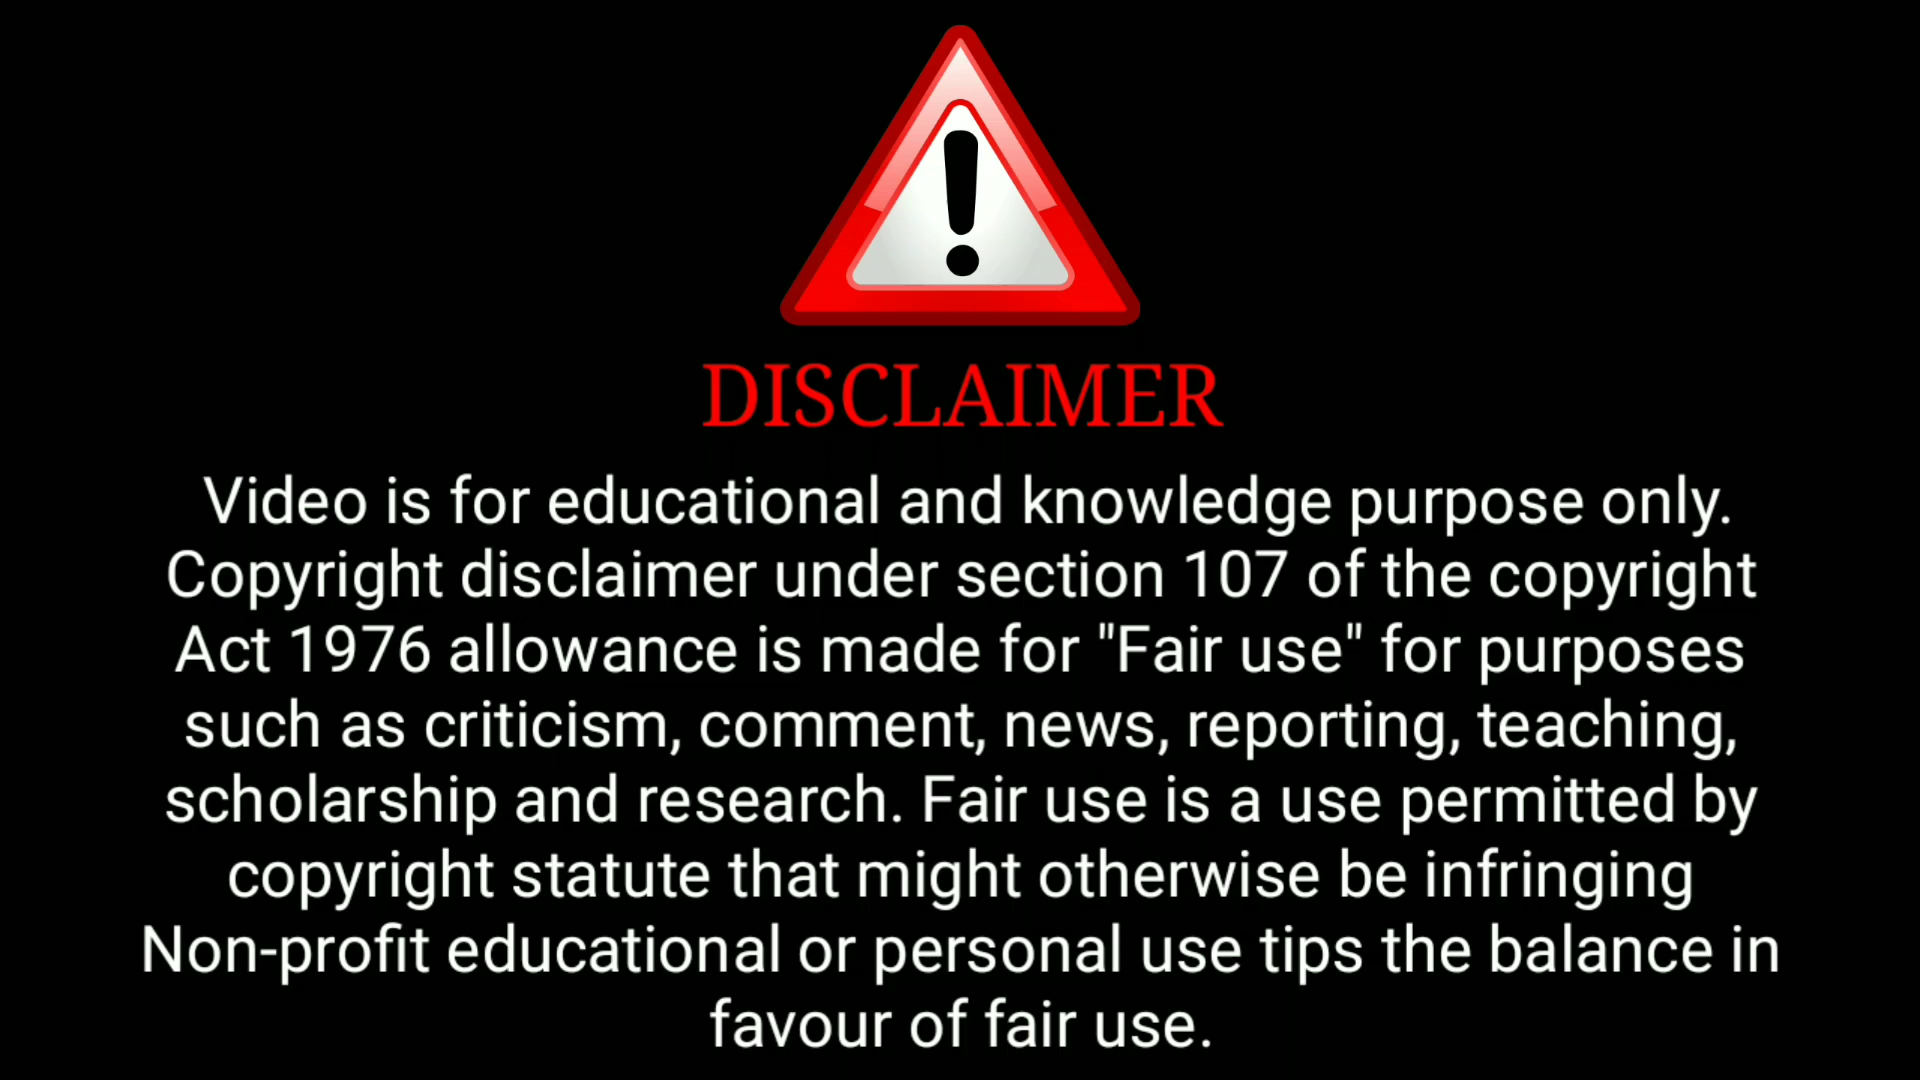 DISCLAIMER
Video is for educational and knowledge purpose only.
Copyright disclaimer under section 107 of the copyright
Act 1976 allowance is made for "Fair use" for purposes
such as criticism, comment, news, reporting, teaching,
scholarship and research. Fair use is a use permitted by
copyright statute that might otherwise be infringing
Non-profit educational or personal use tips the balance in
favour of fair use.